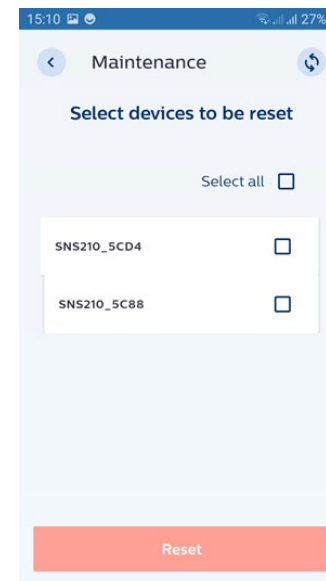 15:10 27%
Maintenance
Select devices to be reset
Select all
SNS210_5CD4
SNS210_5C88
Reset